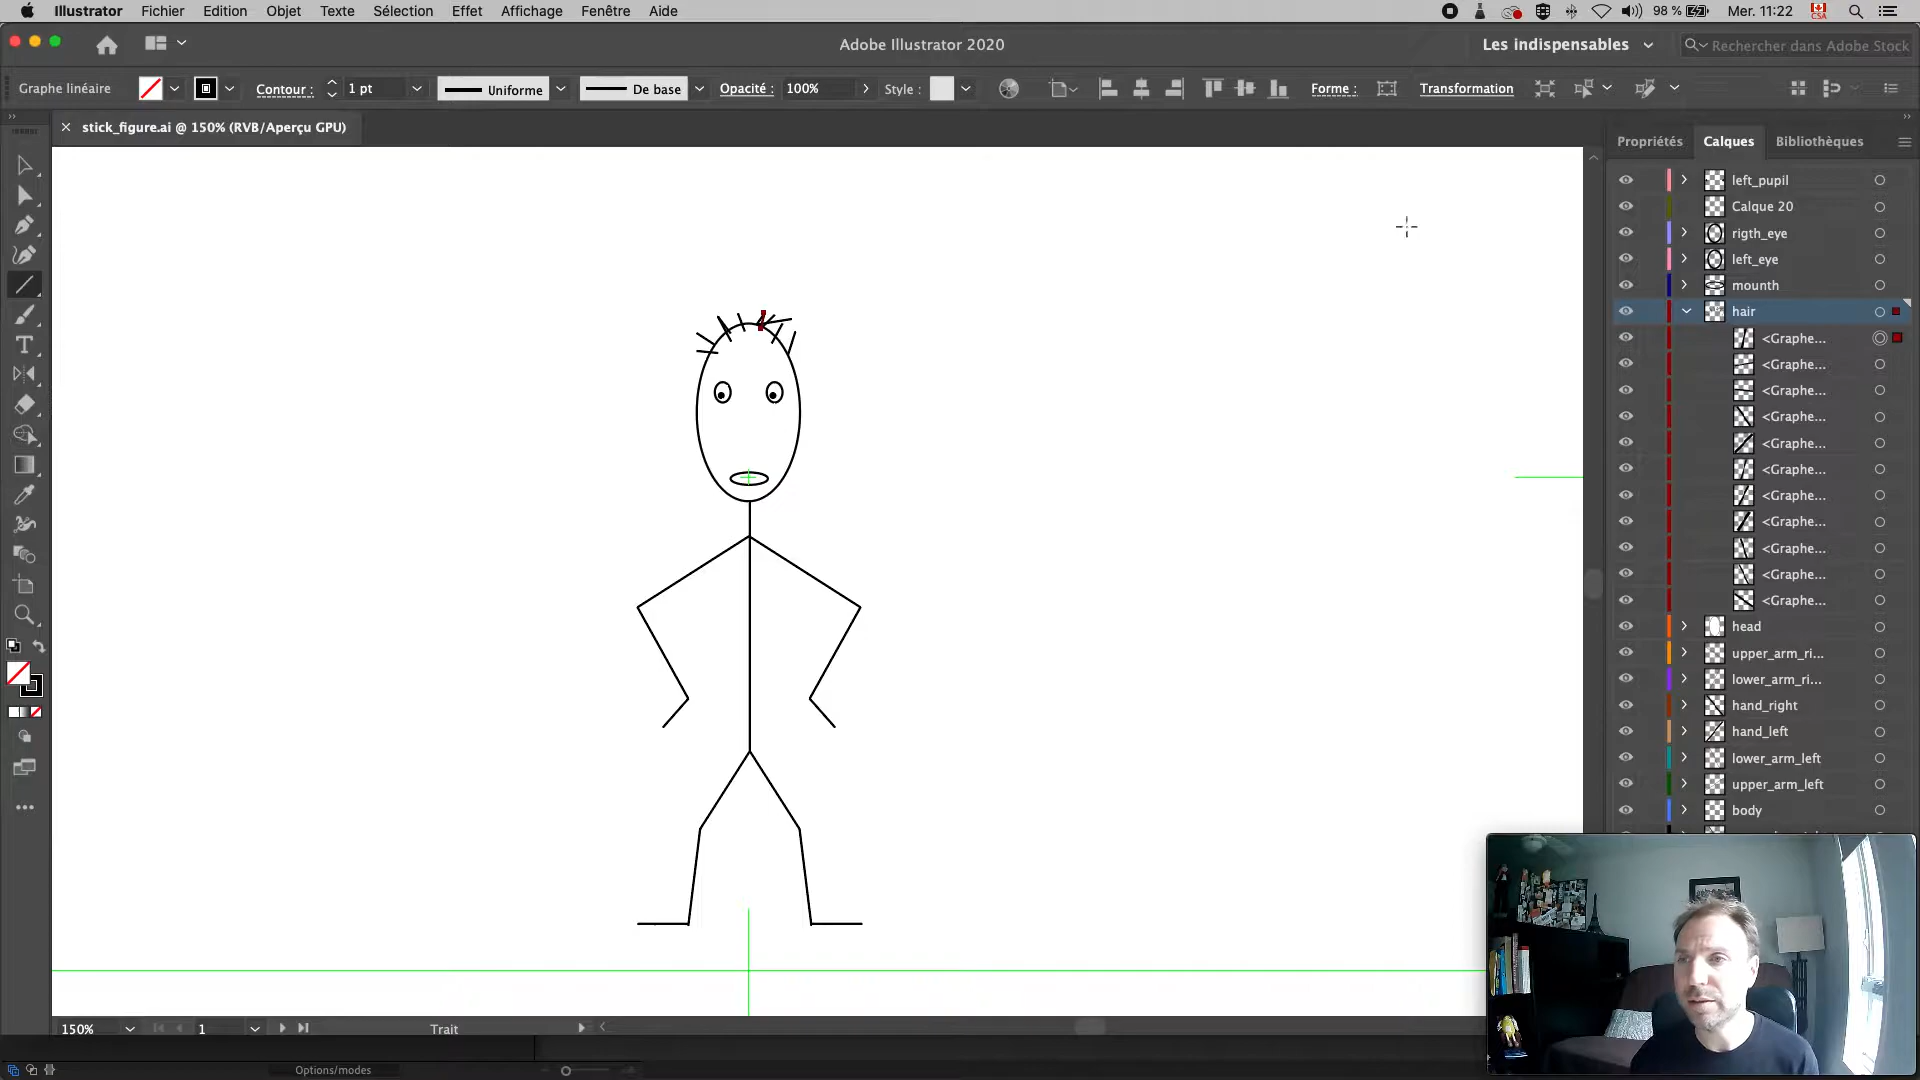 Illustrator Fichier Edition Objet Texte Sélection Effet Affichage Fenêtre Aide 98 % Mer. 11:22 CSA
Adobe Illustrator 2020 Les indispensables Rechercher dans Adobe Stock
Graphe linéaire Contour : 1 pt Uniforme De base Opacité : 100% Style : Forme : Transformation
stick_figure.ai @ 150% (RVB/Aperçu GPU)
Propriétés Calques Bibliothèques
left_pupil
Calque 20
rigth_eye
left_eye
mounth
hair
<Graphe...
<Graphe...
<Graphe...
<Graphe...
<Graphe...
<Graphe...
<Graphe...
<Graphe...
<Graphe...
<Graphe...
<Graphe...
head
upper_arm_ri...
lower_arm_ri...
hand_right
hand_left
lower_arm_left
upper_arm_left
body
150% 1 Trait
Options/modes